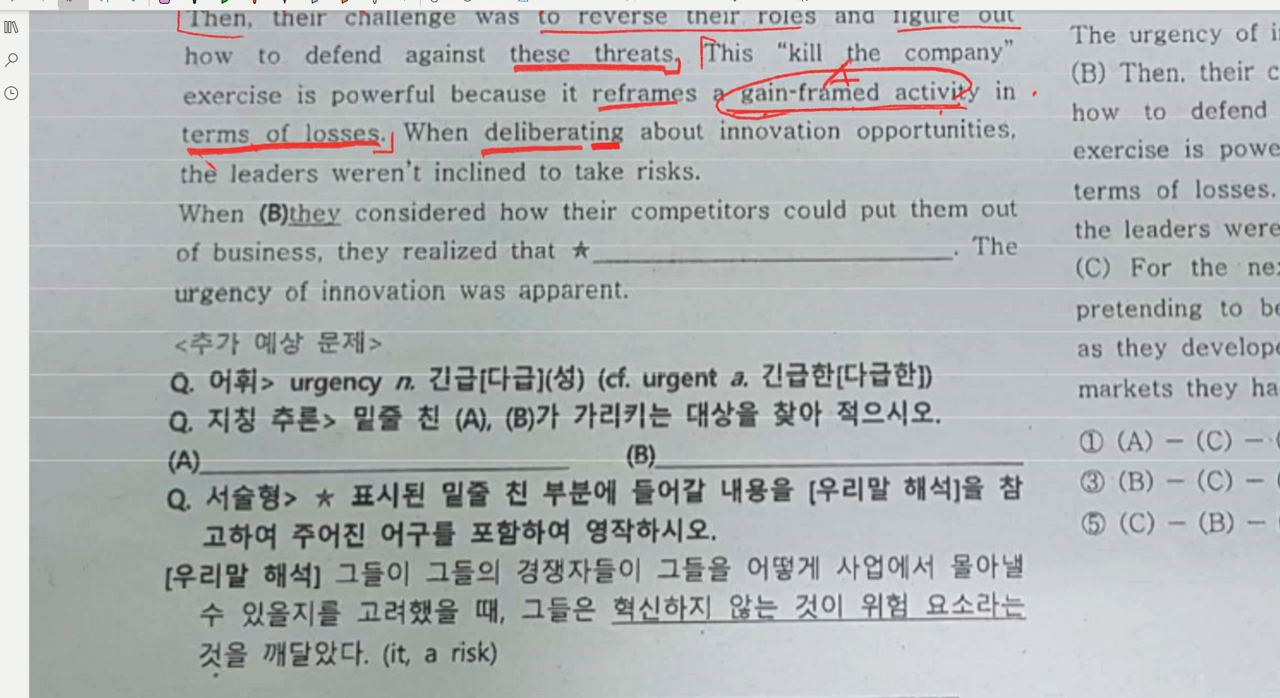 Then, their challenge was to reverse their roles and figure out
how to defend against these threats. This “kill the company”
exercise is powerful because it reframes a gain-framed activity in
terms of losses. When deliberating about innovation opportunities,
the leaders weren't inclined to take risks.
When (B)they considered how their competitors could put them out
of business, they realized that ★____________________. The
urgency of innovation was apparent.
<추가 예상 문제>
Q. 어휘> urgency n. 긴급[다급](성) (cf. urgent a. 긴급한[다급한])
Q. 지칭 추론> 밑줄 친 (A), (B)가 가리키는 대상을 찾아 적으시오.
(A)____________________ (B)____________________
Q. 서술형> ★ 표시된 밑줄 친 부분에 들어갈 내용을 [우리말 해석]을 참
고하여 주어진 어구를 포함하여 영작하시오.
[우리말 해석] 그들이 그들의 경쟁자들이 그들을 어떻게 사업에서 몰아낼
수 있을지를 고려했을 때, 그들은 혁신하지 않는 것이 위험 요소라는
것을 깨달았다. (it, a risk)
The urgency of
(B) Then. their
how to defend
exercise is
terms of losses.
the leaders were
(C) For the
pretending to
as they
markets they
① (A) – (C) –
③ (B) – (C) –
⑤ (C) – (B) –